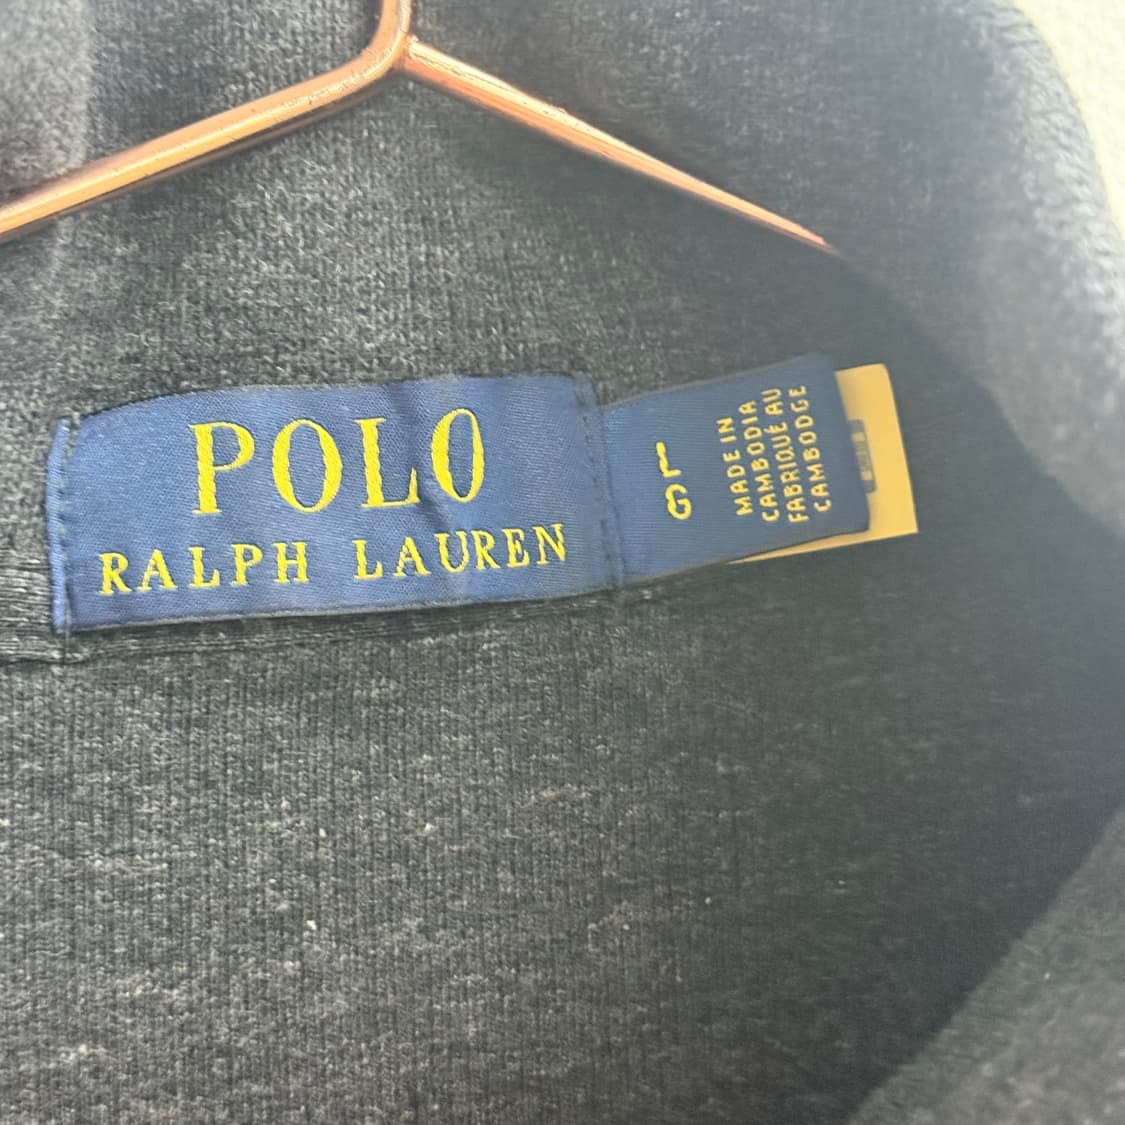 POLO
RALPH LAUREN
G L
MADE IN
CAMBODIA
FABRIQUÉ AU
CAMBODGE